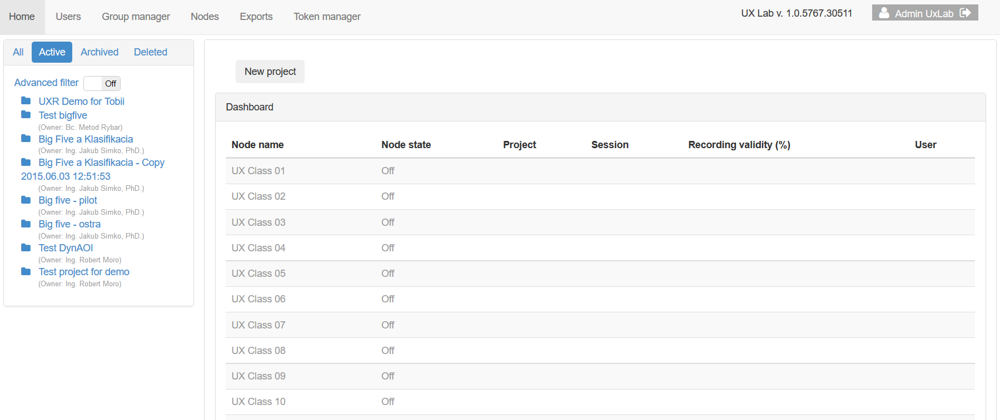 Home Users Group manager Nodes Exports Token manager UX Lab v. 1.0.5767.30511 Admin UxLab
All Active Archived Deleted
Advanced filter Off
UXR Demo for Tobii
Test bigfive
(Owner: Bc. Metod Rybar)
Big Five a Klasifikacia
(Owner: Ing. Jakub Simko, PhD.)
Big Five a Klasifikacia - Copy
2015.06.03 12:51:53
(Owner: Ing. Jakub Simko, PhD.)
Big five - pilot
(Owner: Ing. Jakub Simko, PhD.)
Big five - ostra
(Owner: Ing. Jakub Simko, PhD.)
Test DynAOI
(Owner: Ing. Robert Moro)
Test project for demo
(Owner: Ing. Robert Moro)
New project
Dashboard
Node name Node state Project Session Recording validity (%) User
UX Class 01 Off
UX Class 02 Off
UX Class 03 Off
UX Class 04 Off
UX Class 05 Off
UX Class 06 Off
UX Class 07 Off
UX Class 08 Off
UX Class 09 Off
UX Class 10 Off